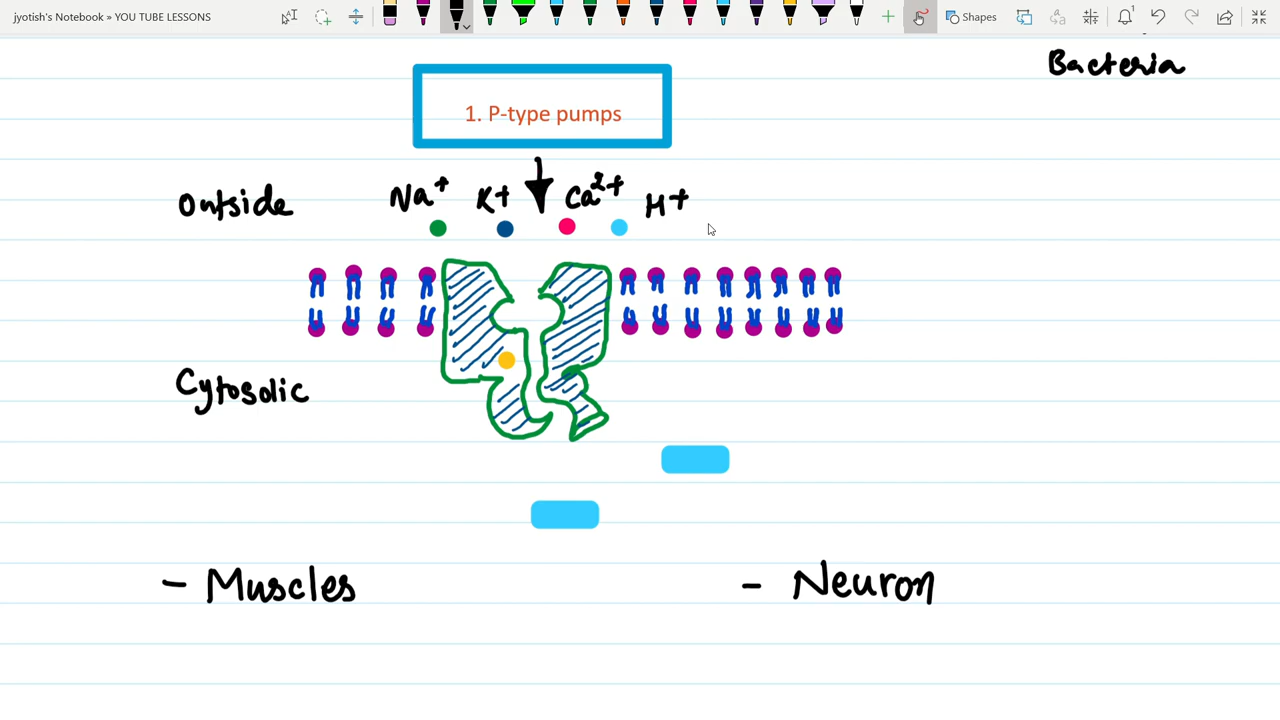 jyotish's Notebook » YOU TUBE LESSONS
Shapes
Bacteria
1. P-type pumps
Outside
Na+ K+ Ca2+ H+
Cytosolic
- Muscles
- Neuron